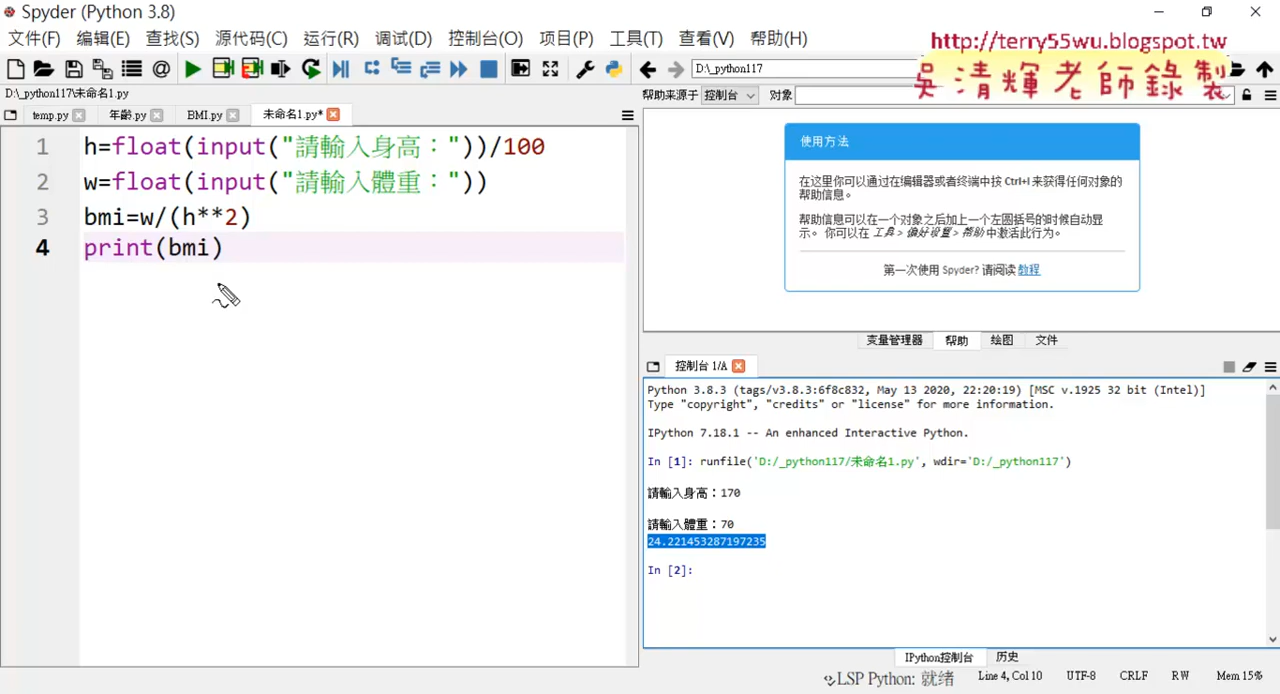 Spyder (Python 3.8)
文件(F) 编辑(E) 查找(S) 源代码(C) 运行(R) 调试(D) 控制台(O) 项目(P) 工具(T) 查看(V) 帮助(H)
http://terry55wu.blogspot.tw
吳清輝老師錄製
D:\_python117
D:\_python117\未命名1.py
帮助来源于 控制台 对象
temp.py 年齡.py BMI.py 未命名1.py*
1 h=float(input("請輸入身高："))/100
2 w=float(input("請輸入體重："))
3 bmi=w/(h**2)
4 print(bmi)
使用方法
在这里你可以通过在编辑器或者终端中按 Ctrl+I 来获得任何对象的
帮助信息。
帮助信息可以在一个对象之后加上一个左圆括号的时候自动显
示。 你可以在 工具 > 偏好设置 > 帮助 中激活此行为。
第一次使用 Spyder? 请阅读 教程
变量管理器 帮助 绘图 文件
控制台 1/A
Python 3.8.3 (tags/v3.8.3:6f8c832, May 13 2020, 22:20:19) [MSC v.1925 32 bit (Intel)]
Type "copyright", "credits" or "license" for more information.
IPython 7.18.1 -- An enhanced Interactive Python.
In [1]: runfile('D:/_python117/未命名1.py', wdir='D:/_python117')
請輸入身高：170
請輸入體重：70
24.221453287197235
In [2]:
IPython控制台 历史
LSP Python: 就绪 Line 4, Col 10 UTF-8 CRLF RW Mem 15%